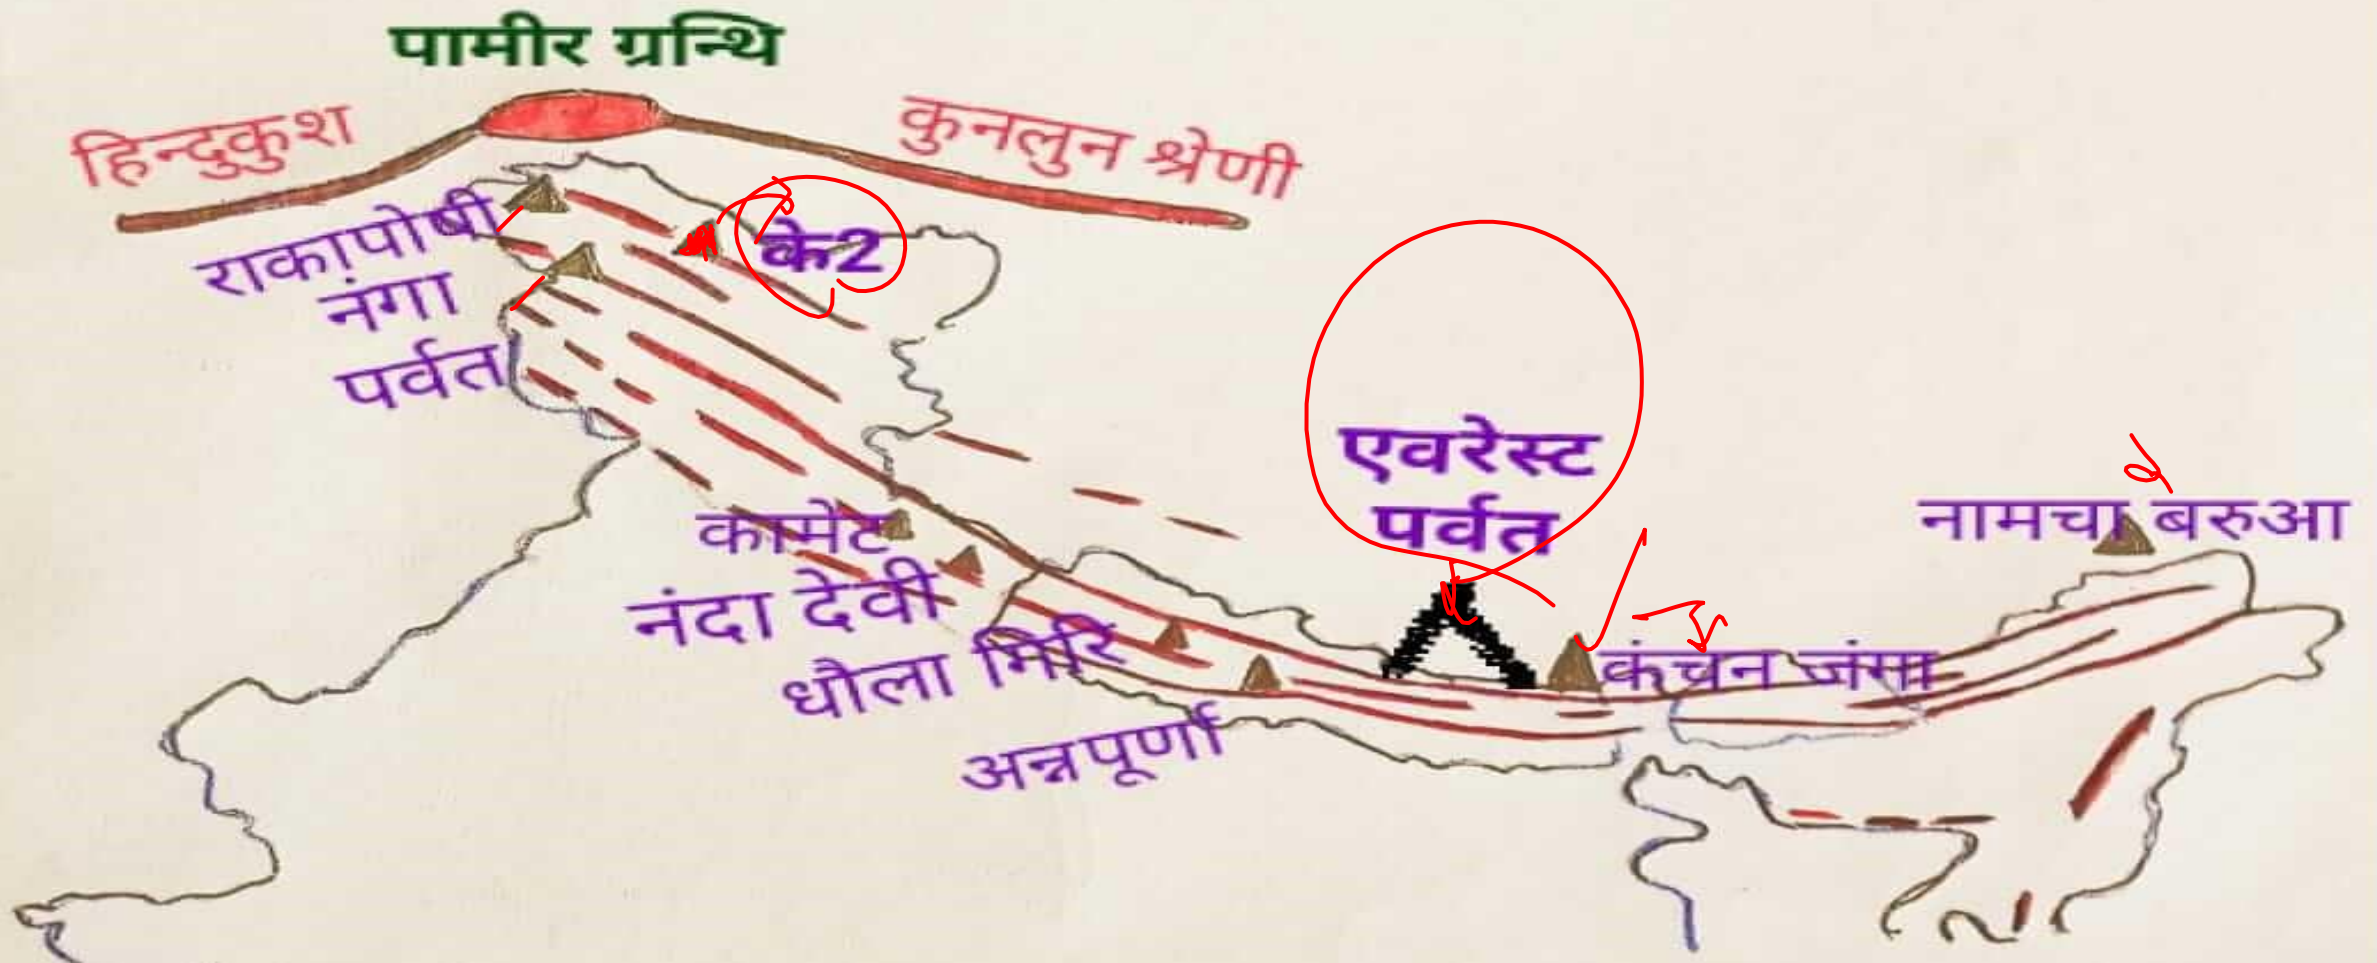 पामीर ग्रन्थि
हिन्दुकुश
कुनलुन श्रेणी
राकापोषी
के2
नंगा
पर्वत
एवरेस्ट
पर्वत
कामेट
नामचा बरुआ
नंदा देवी
धौला गिरि
कंचन जंगा
अन्नपूर्णा